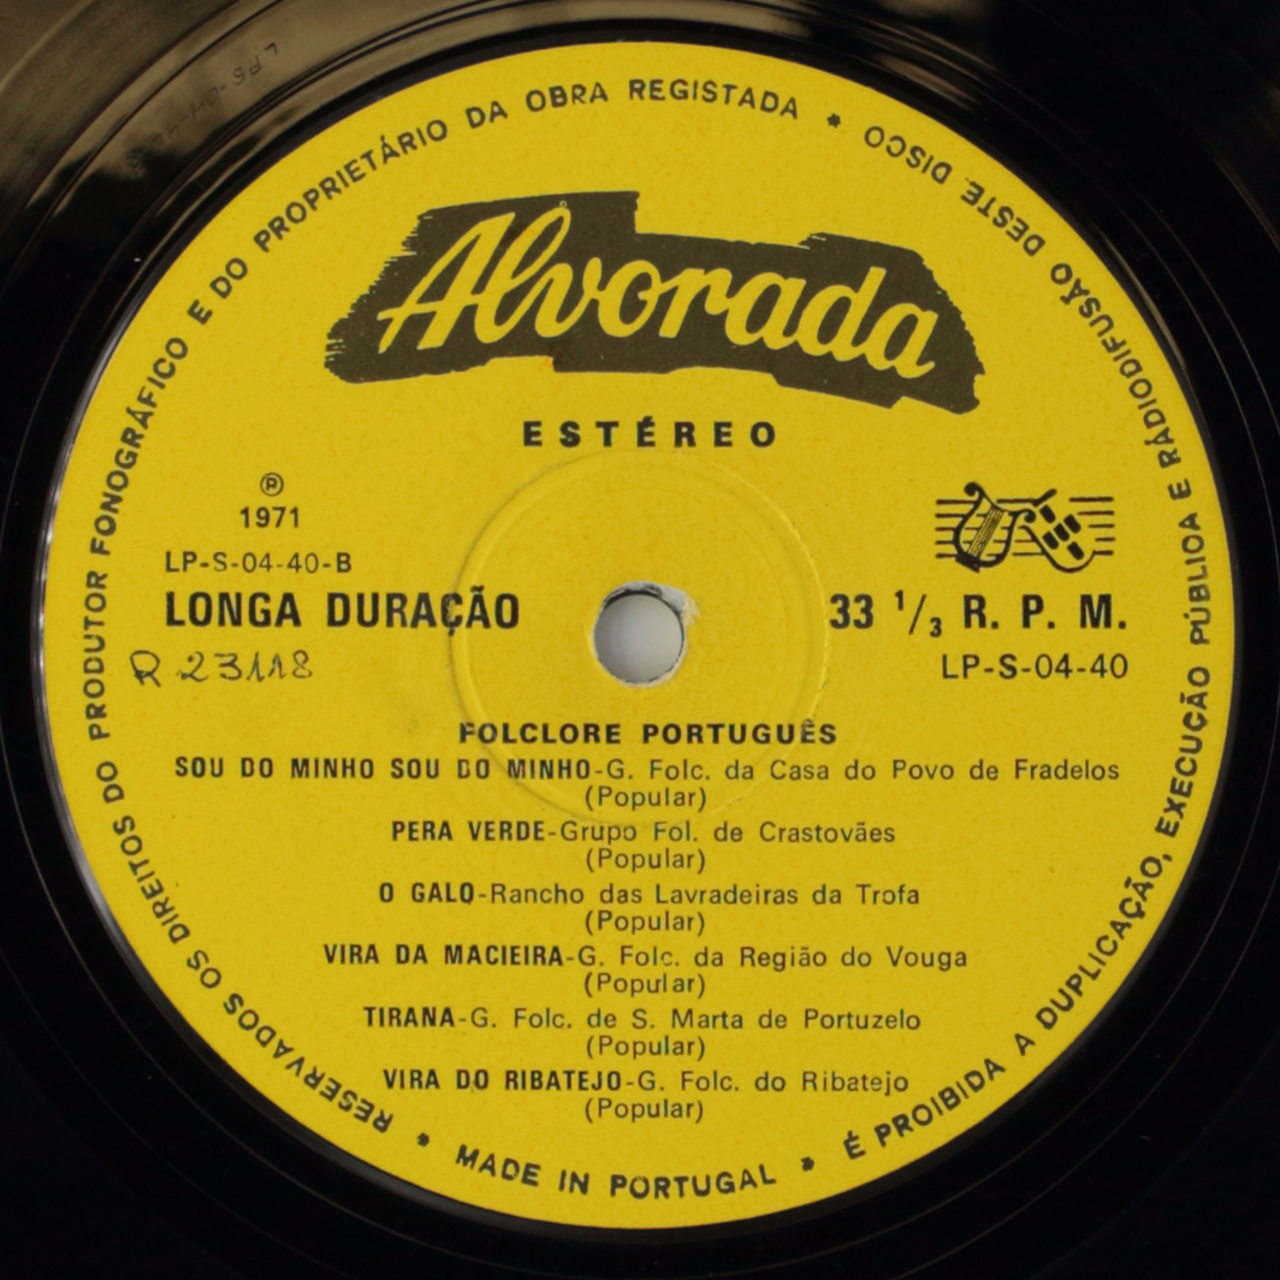 RESERVADOS OS DIREITOS DO PRODUTOR FONOGRÁFICO E DO PROPRIETÁRIO DA OBRA REGISTADA * 
É PROIBIDA A DUPLICAÇÃO, EXECUÇÃO PÚBLICA E RÁDIODIFUSÃO DESTE DISCO
Alvorada
ESTÉREO
℗
1971
LP-S-04-40-B
LONGA DURAÇÃO
33 1/3 R. P. M.
R 23118
LP-S-04-40
FOLCLORE PORTUGUÊS
SOU DO MINHO SOU DO MINHO-G. Folc. da Casa do Povo de Fradelos
(Popular)
PERA VERDE-Grupo Fol. de Crastovães
(Popular)
O GALO-Rancho das Lavradeiras da Trofa
(Popular)
VIRA DA MACIEIRA-G. Folc. da Região do Vouga
(Popular)
TIRANA-G. Folc. de S. Marta de Portuzelo
(Popular)
VIRA DO RIBATEJO-G. Folc. do Ribatejo
(Popular)
* MADE IN PORTUGAL *